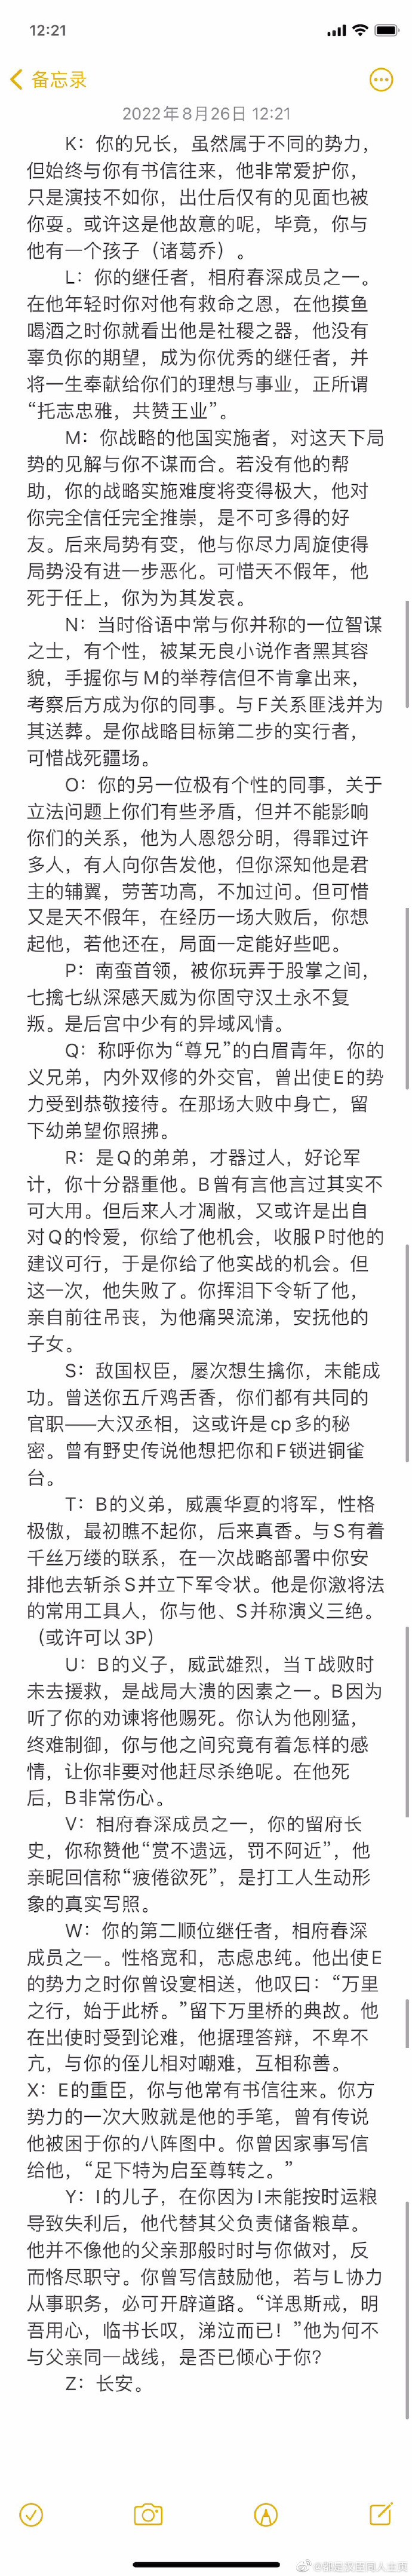 12:21
备忘录
2022年8月26日 12:21
K：你的兄长，虽然属于不同的势力，
但始终与你有书信往来，他非常爱护你，
只是演技不如你，出仕后仅有的见面也被
你耍。或许这是他故意的呢，毕竟，你与
他有一个孩子（诸葛乔）。
L：你的继任者，相府春深成员之一。
在他年轻时你对他有救命之恩，在他摸鱼
喝酒之时你就看出他是社稷之器，他没有
辜负你的期望，成为你优秀的继任者，并
将一生奉献给你们的理想与事业，正所谓
“托志忠雅，共赞王业”。
M：你战略的他国实施者，对这天下局
势的见解与你不谋而合。若没有他的帮
助，你的战略实施难度将变得极大，他对
你完全信任完全推崇，是不可多得的好
友。后来局势有变，他与你尽力周旋使得
局势没有进一步恶化。可惜天不假年，他
死于任上，你为为其发哀。
N：当时俗语中常与你并称的一位智谋
之士，有个性，被某无良小说作者黑其容
貌，手握你与M的举荐信但不肯拿出来，
考察后方成为你的同事。与F关系匪浅并为
其送葬。是你战略目标第二步的实行者，
可惜战死疆场。
O：你的另一位极有个性的同事，关于
立法问题上你们有些矛盾，但并不能影响
你们的关系，他为人恩怨分明，得罪过许
多人，有人向你告发他，但你深知他是君
主的辅翼，劳苦功高，不加过问。但可惜
又是天不假年，在经历一场大败后，你想
起他，若他还在，局面一定能好些吧。
P：南蛮首领，被你玩弄于股掌之间，
七擒七纵深感天威为你固守汉土永不复
叛。是后宫中少有的异域风情。
Q：称呼你为“尊兄”的白眉青年，你的
义兄弟，内外双修的外交官，曾出使E的势
力受到恭敬接待。在那场大败中身亡，留
下幼弟望你照拂。
R：是Q的弟弟，才器过人，好论军
计，你十分器重他。B曾有言他言过其实不
可大用。但后来人才凋敝，又或许是出自
对Q的怜爱，你给了他机会，收服P时他的
建议可行，于是你给了他实战的机会。但
这一次，他失败了。你挥泪下令斩了他，
亲自前往吊丧，为他痛哭流涕，安抚他的
子女。
S：敌国权臣，屡次想生擒你，未能成
功。曾送你五斤鸡舌香，你们都有共同的
官职——大汉丞相，这或许是cp多的秘
密。曾有野史传说他想把你和F锁进铜雀
台。
T：B的义弟，威震华夏的将军，性格
极傲，最初瞧不起你，后来真香。与S有着
千丝万缕的联系，在一次战略部署中你安
排他去斩杀S并立下军令状。他是你激将法
的常用工具人，你与他、S并称演义三绝。
（或许可以3P）
U：B的义子，威武雄烈，当T战败时
未去援救，是战局大溃的因素之一。B因为
听了你的劝谏将他赐死。你认为他刚猛，
终难制御，你与他之间究竟有着怎样的感
情，让你非要对他赶尽杀绝呢。在他死
后，B非常伤心。
V：相府春深成员之一，你的留府长
史，你称赞他“赏不遗远，罚不阿近”，他
亲昵回信称“疲倦欲死”，是打工人生动形
象的真实写照。
W：你的第二顺位继任者，相府春深
成员之一。性格宽和，志虑忠纯。他出使E
的势力之时你曾设宴相送，他叹曰：“万里
之行，始于此桥。”留下万里桥的典故。他
在出使时受到论难，他据理答辩，不卑不
亢，与你的侄儿相对嘲难，互相称善。
X：E的重臣，你与他常有书信往来。你方
势力的一次大败就是他的手笔，曾有传说
他被困于你的八阵图中。你曾因家事写信
给他，“足下特为启至尊转之。”
Y：I的儿子，在你因为I未能按时运粮
导致失利后，他代替其父负责储备粮草。
他并不像他的父亲那般时时与你做对，反
而恪尽职守。你曾写信鼓励他，若与L协力
从事职务，必可开辟道路。“详思斯戒，明
吾用心，临书长叹，涕泣而已！”他为何不
与父亲同一战线，是否已倾心于你？
Z：长安。